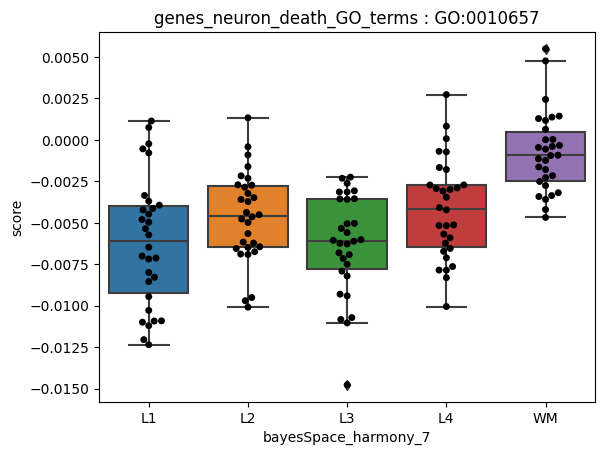 genes_neuron_death_GO_terms : GO:0010657
score
0.0050
0.0025
0.0000
−0.0025
−0.0050
−0.0075
−0.0100
−0.0125
−0.0150
L1 L2 L3 L4 WM
bayesSpace_harmony_7